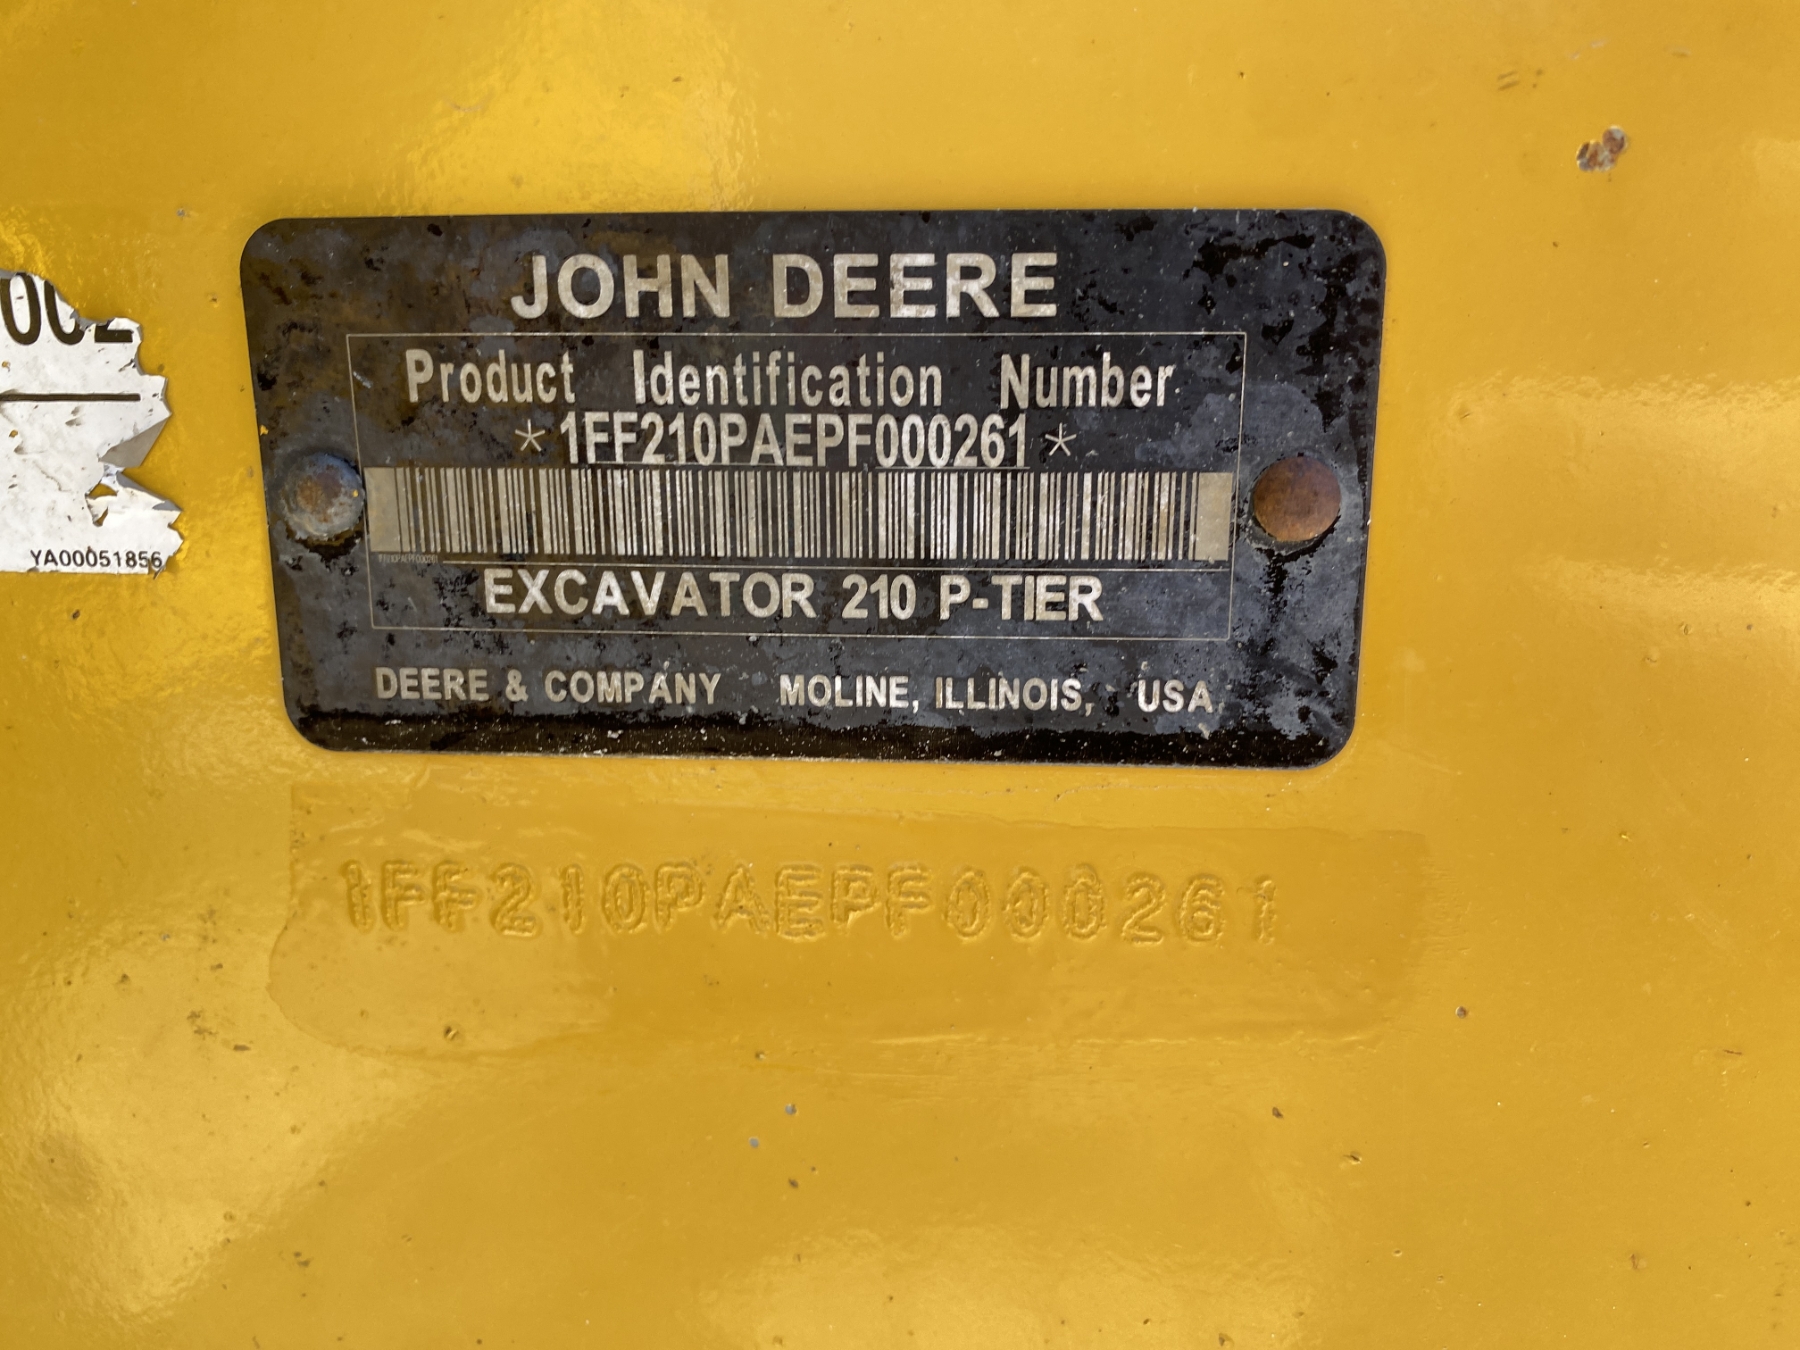 JOHN DEERE
Product Identification Number
*1FF210PAEPF000261*
EXCAVATOR 210 P-TIER
DEERE & COMPANY MOLINE, ILLINOIS, USA
1FF210PAEPF000261
YA00051856